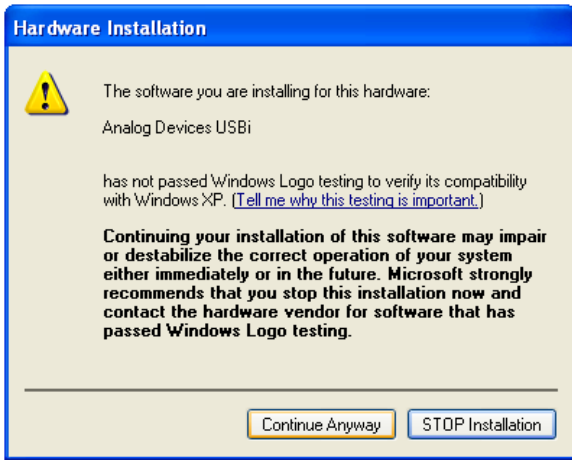 Hardware Installation
The software you are installing for this hardware:
Analog Devices USBi
has not passed Windows Logo testing to verify its compatibility
with Windows XP. (Tell me why this testing is important.)
Continuing your installation of this software may impair
or destabilize the correct operation of your system
either immediately or in the future. Microsoft strongly
recommends that you stop this installation now and
contact the hardware vendor for software that has
passed Windows Logo testing.
Continue Anyway
STOP Installation